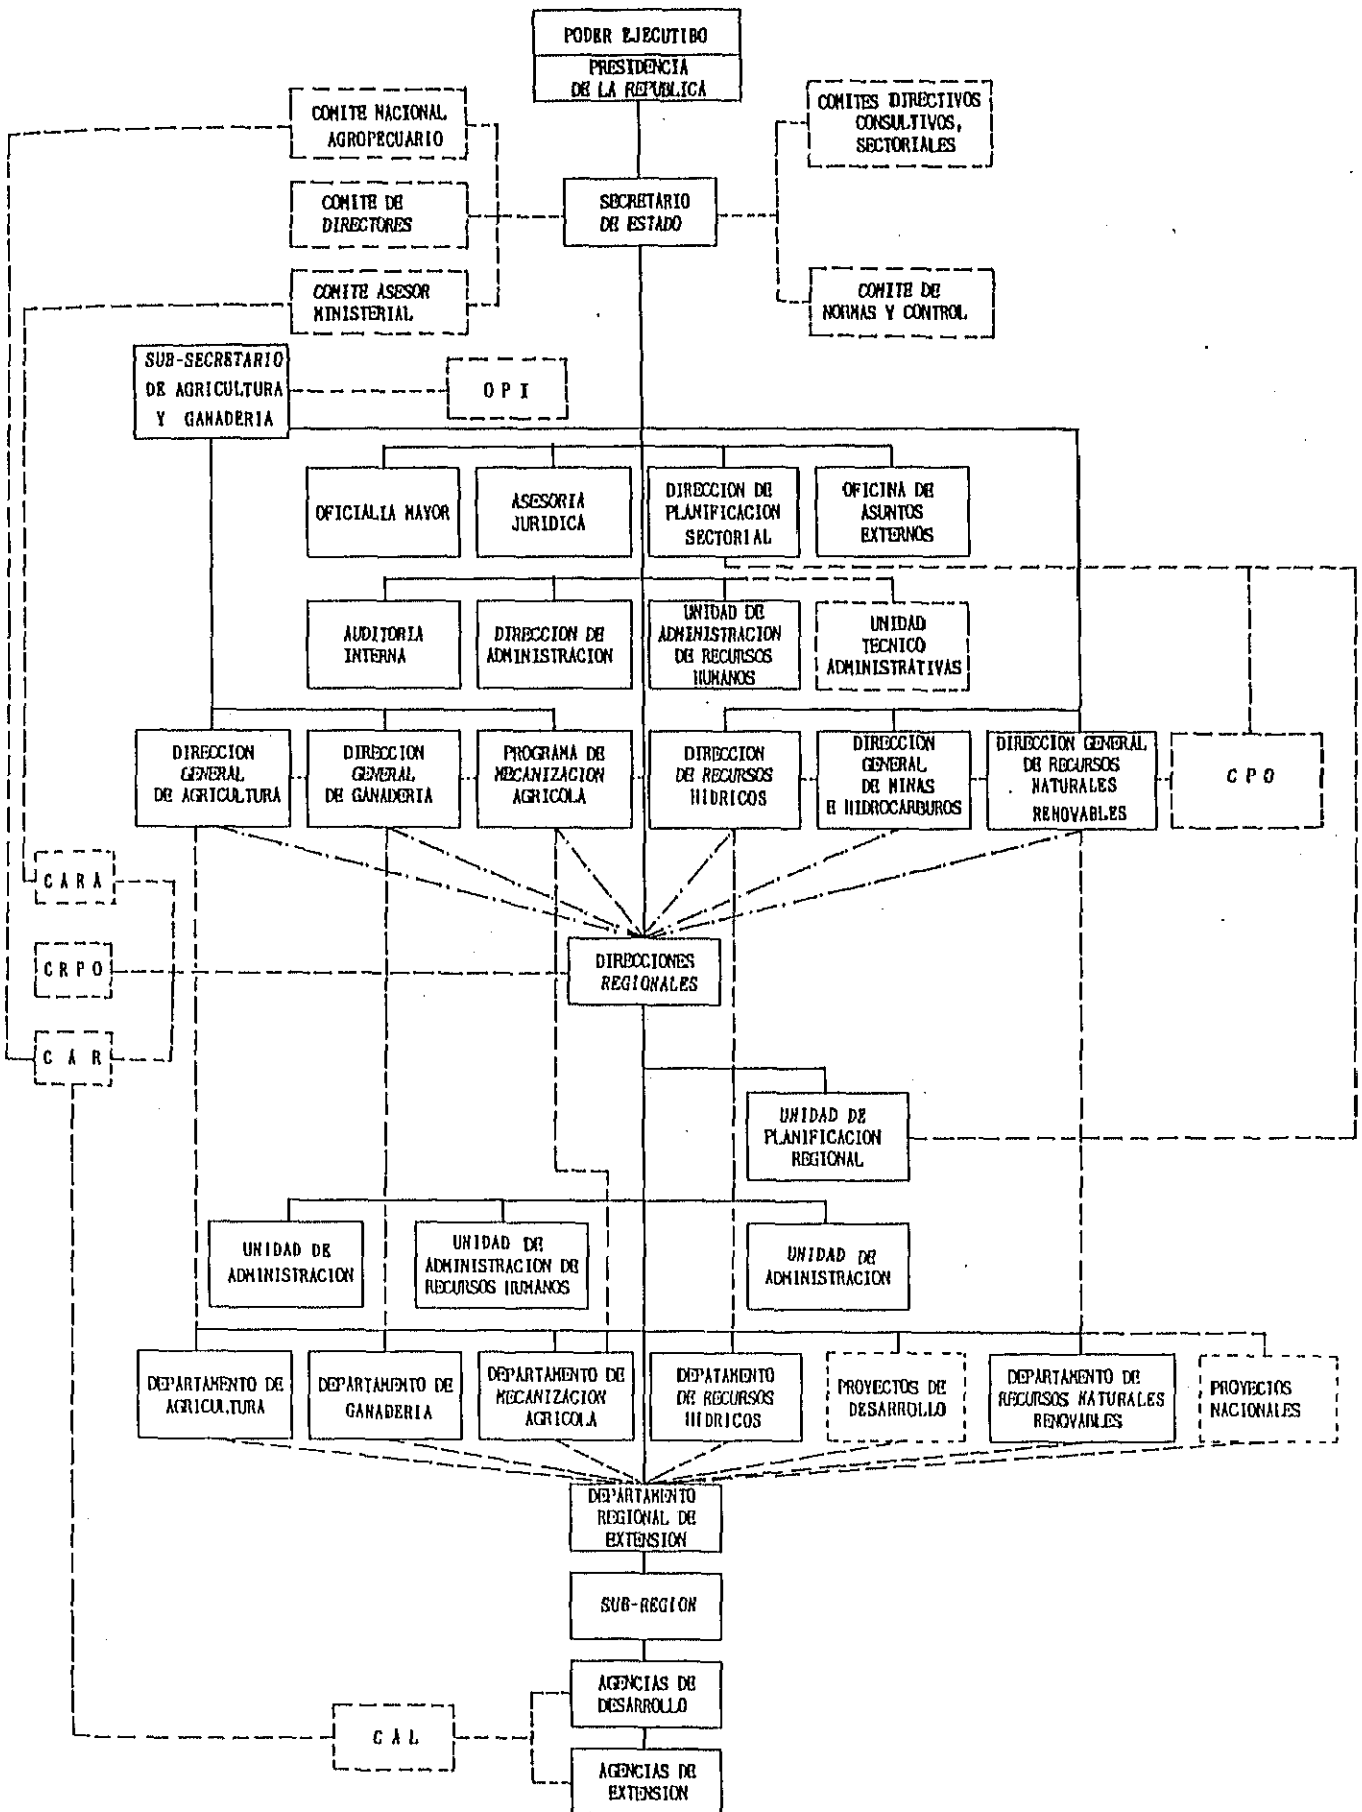 PODER EJECUTIBO
PRESIDENCIA
DE LA REPUBLICA
COMITE NACIONAL
AGROPECUARIO
COMITES DIRECTIVOS
CONSULTIVOS,
SECTORIALES
COMITE DE
DIRECTORES
SECRETARIO
DE ESTADO
COMITE ASESOR
MINISTERIAL
COMITE DE
NORMAS Y CONTROL
SUB-SECRETARIO
DE AGRICULTURA
Y GANADERIA
O P I
OFICIALIA MAYOR
ASESORIA
JURIDICA
DIRECCION DE
PLANIFICACION
SECTORIAL
OFICINA DE
ASUNTOS
EXTERNOS
AUDITORIA
INTERNA
DIRECCION DE
ADMINISTRACION
UNIDAD DE
ADMINISTRACION
DE RECURSOS
HUMANOS
UNIDAD
TECNICO
ADMINISTRATIVAS
DIRECCION
GENERAL
DE AGRICULTURA
DIRECCION
GENERAL
DE GANADERIA
PROGRAMA DE
MECANIZACION
AGRICOLA
DIRECCION
DE RECURSOS
HIDRICOS
DIRECCION
GENERAL
DE MINAS
E HIDROCARBUROS
DIRECCION GENERAL
DE RECURSOS
NATURALES
RENOVABLES
C P O
CARA
CRPO
C A R
DIRECCIONES
REGIONALES
UNIDAD DE
PLANIFICACION
REGIONAL
UNIDAD DE
ADMINISTRACION
UNIDAD DE
ADMINISTRACION DE
RECURSOS HUMANOS
UNIDAD DE
ADMINISTRACION
DEPARTAMENTO DE
AGRICULTURA
DEPARTAMENTO DE
GANADERIA
DEPARTAMENTO DE
MECANIZACION
AGRICOLA
DEPATAMENTO
DE RECURSOS
HIDRICOS
PROYECTOS DE
DESARROLLO
DEPARTAMENTO DE
RECURSOS NATURALES
RENOVABLES
PROYECTOS
NACIONALES
DEPARTAMENTO
REGIONAL DE
EXTENSION
SUB-REGION
AGENCIAS DE
DESARROLLO
C A L
AGENCIAS DE
EXTENSION